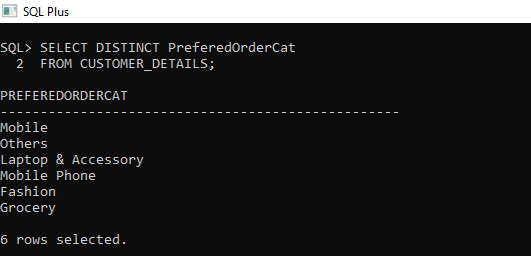 SQL Plus
SQL> SELECT DISTINCT PreferedOrderCat
  2  FROM CUSTOMER_DETAILS;
PREFEREDORDERCAT
--------------------------------------------------
Mobile
Others
Laptop & Accessory
Mobile Phone
Fashion
Grocery
6 rows selected.